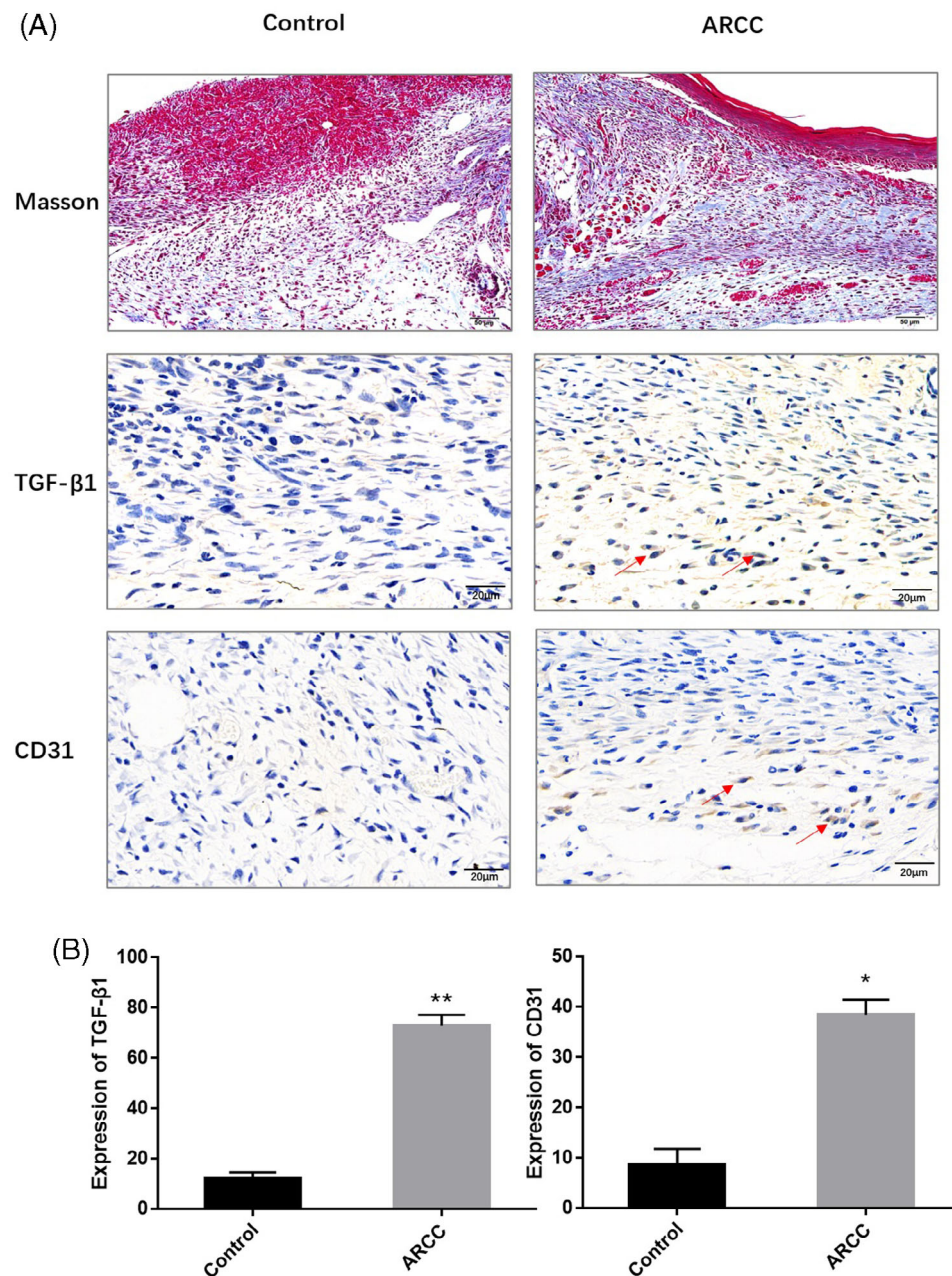 (A)
Control
ARCC
Masson
50 μm
50 μm
TGF-β1
20μm
20μm
CD31
20μm
20μm
(B)
Expression of TGF-β1
100
80
60
40
20
0
**
Control
ARCC
Expression of CD31
50
40
30
20
10
0
*
Control
ARCC